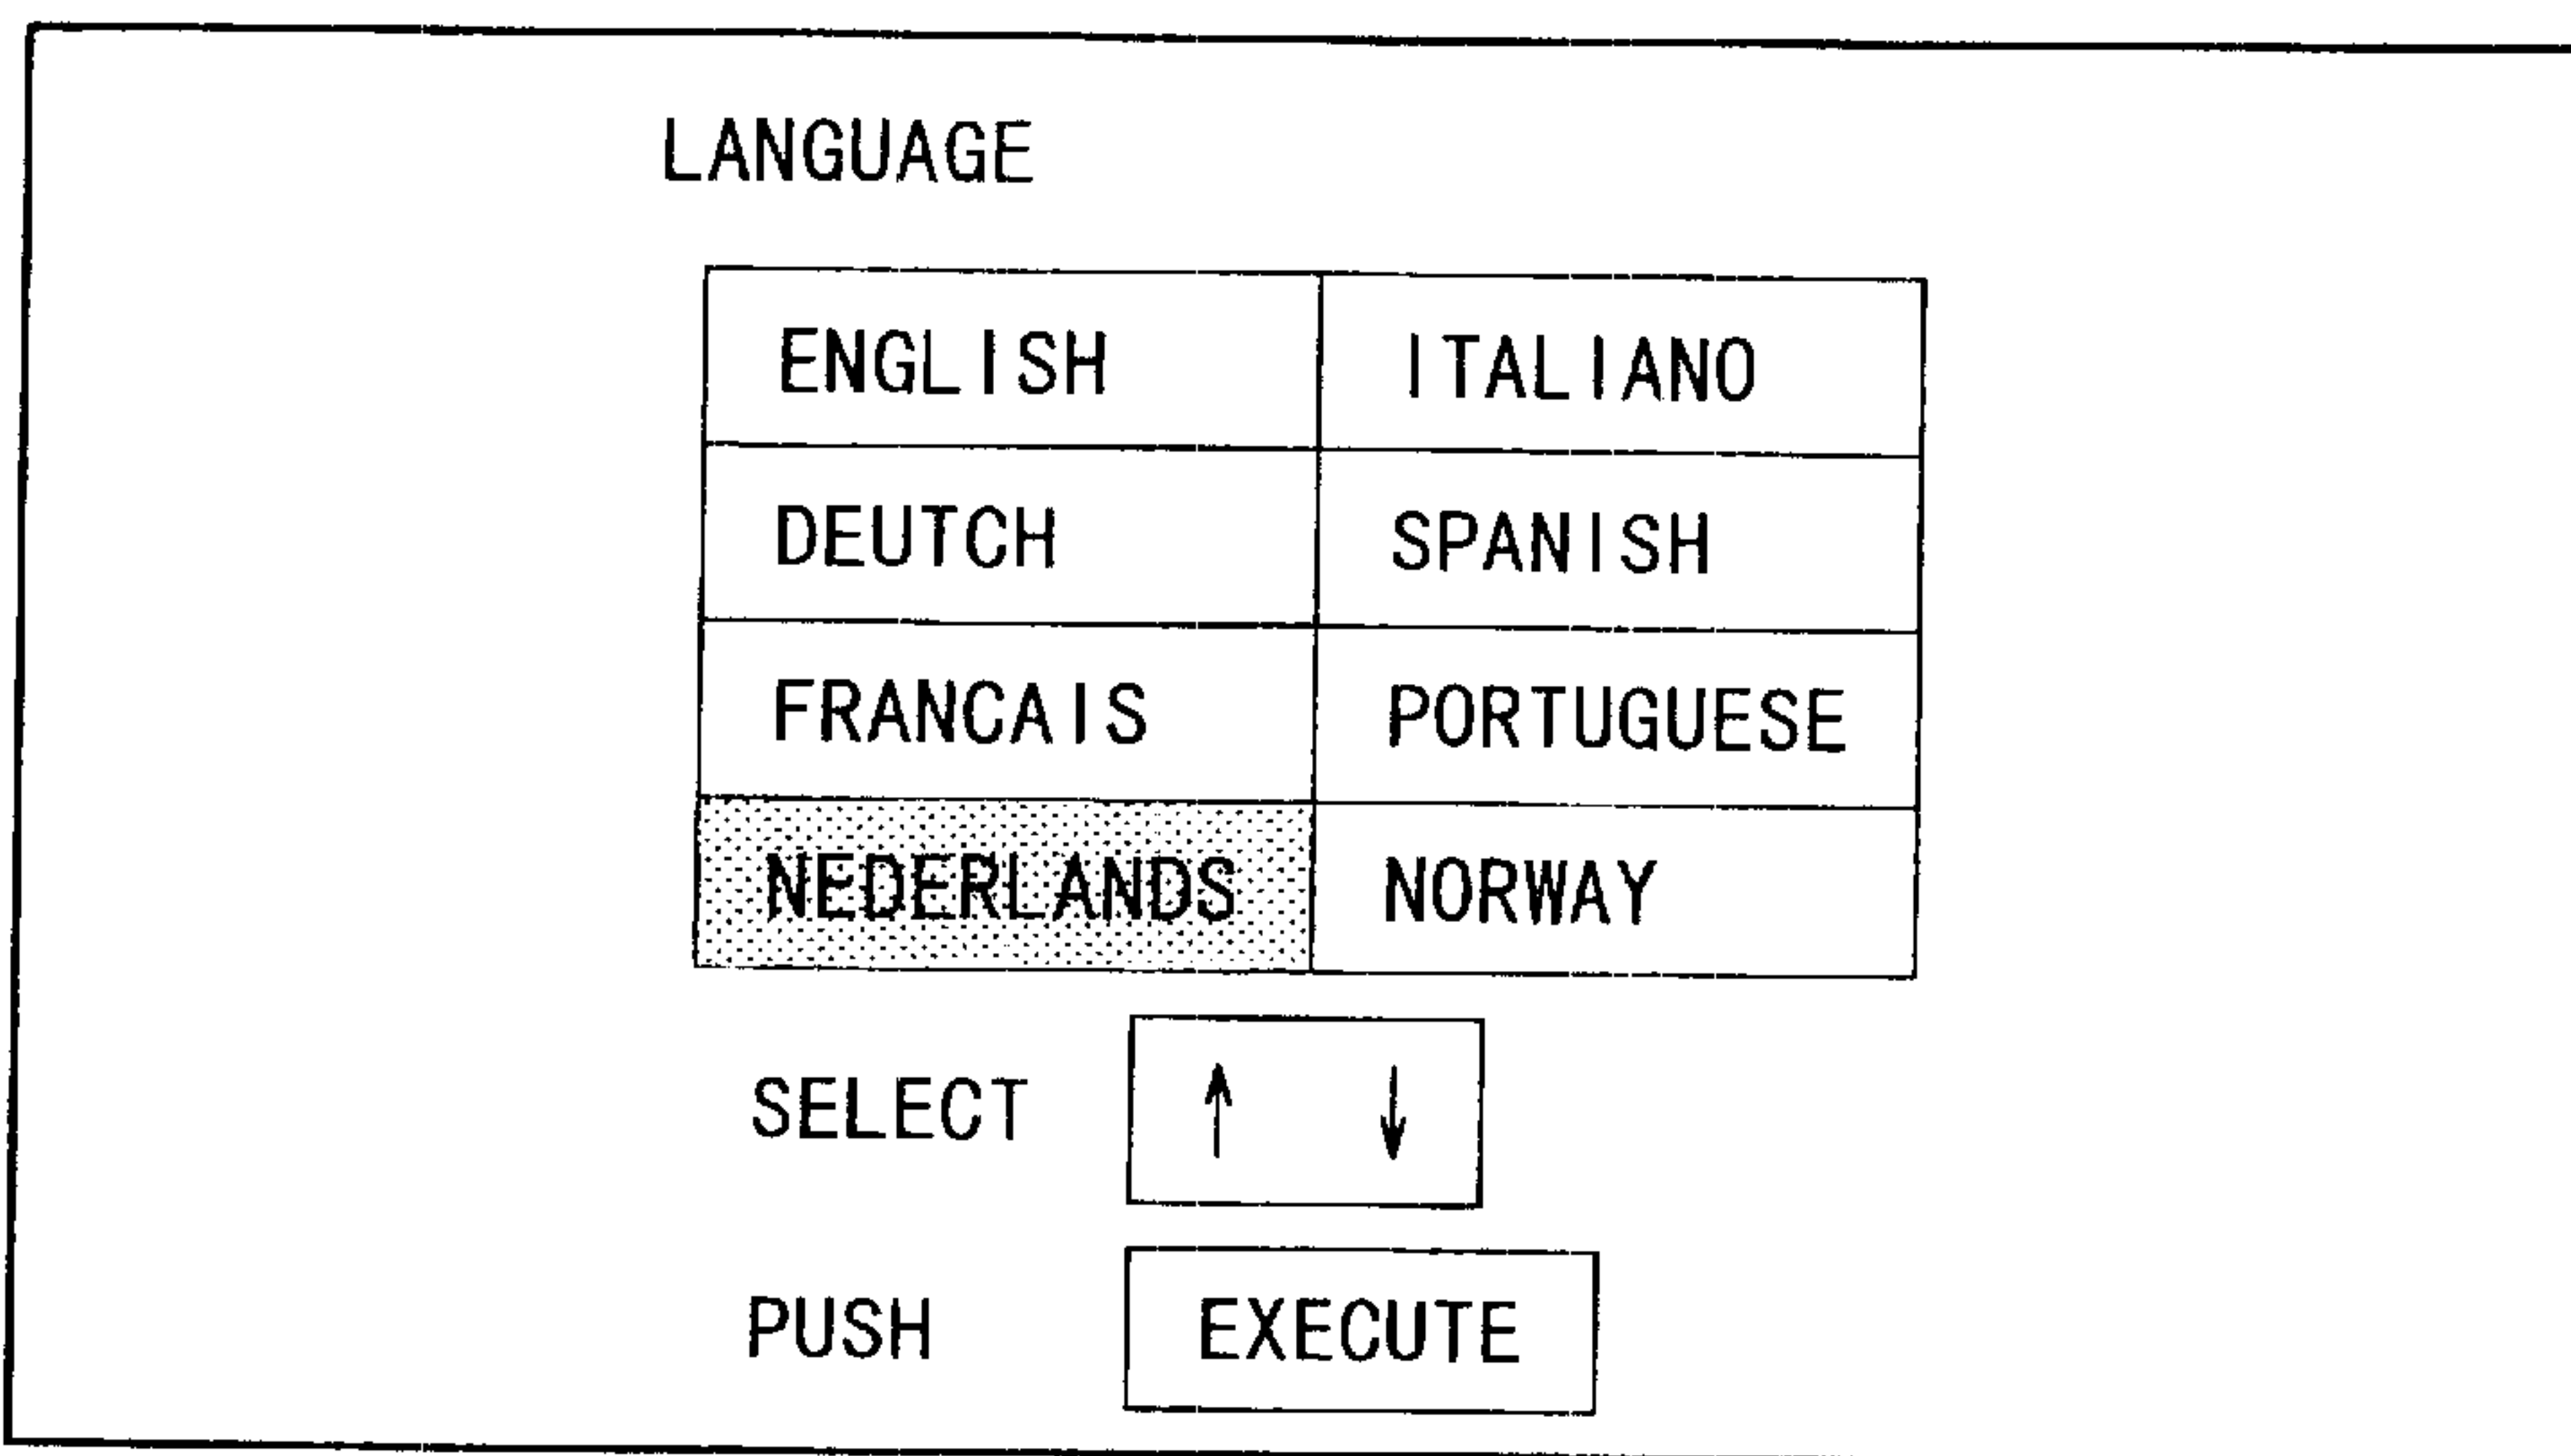 LANGUAGE
ENGLISH ITALIANO
DEUTCH SPANISH
FRANCAIS PORTUGUESE
NEDERLANDS NORWAY
SELECT ↑ ↓
PUSH EXECUTE